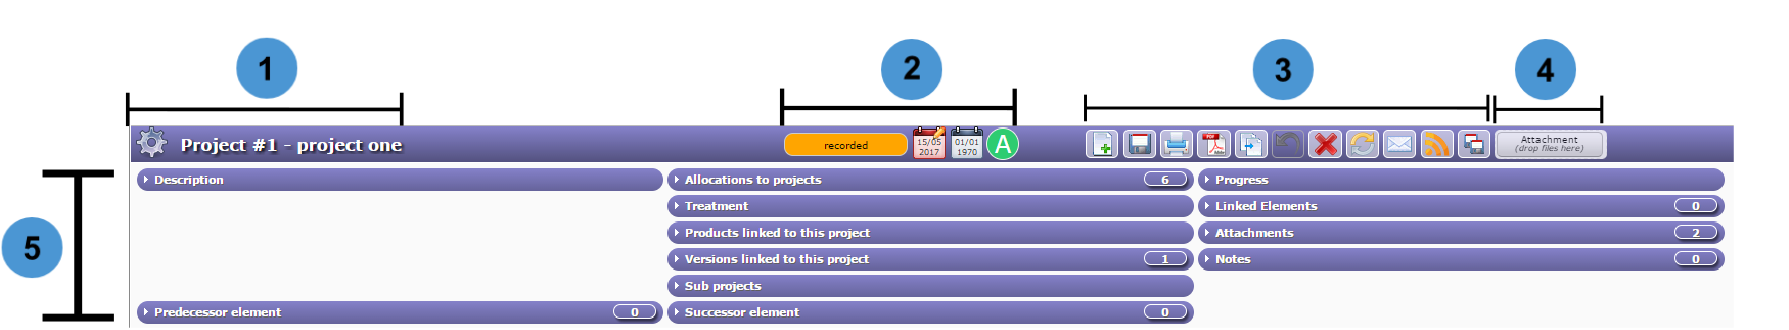 1
2
3
4
Project #1 - project one
recorded
15/05
2017
01/01
1970
A
PDF
Adobe
Attachment
(drop files here)
5
Description
Predecessor element 0
Allocations to projects 6
Treatment
Products linked to this project
Versions linked to this project 1
Sub projects
Successor element 0
Progress
Linked Elements 0
Attachments 2
Notes 0